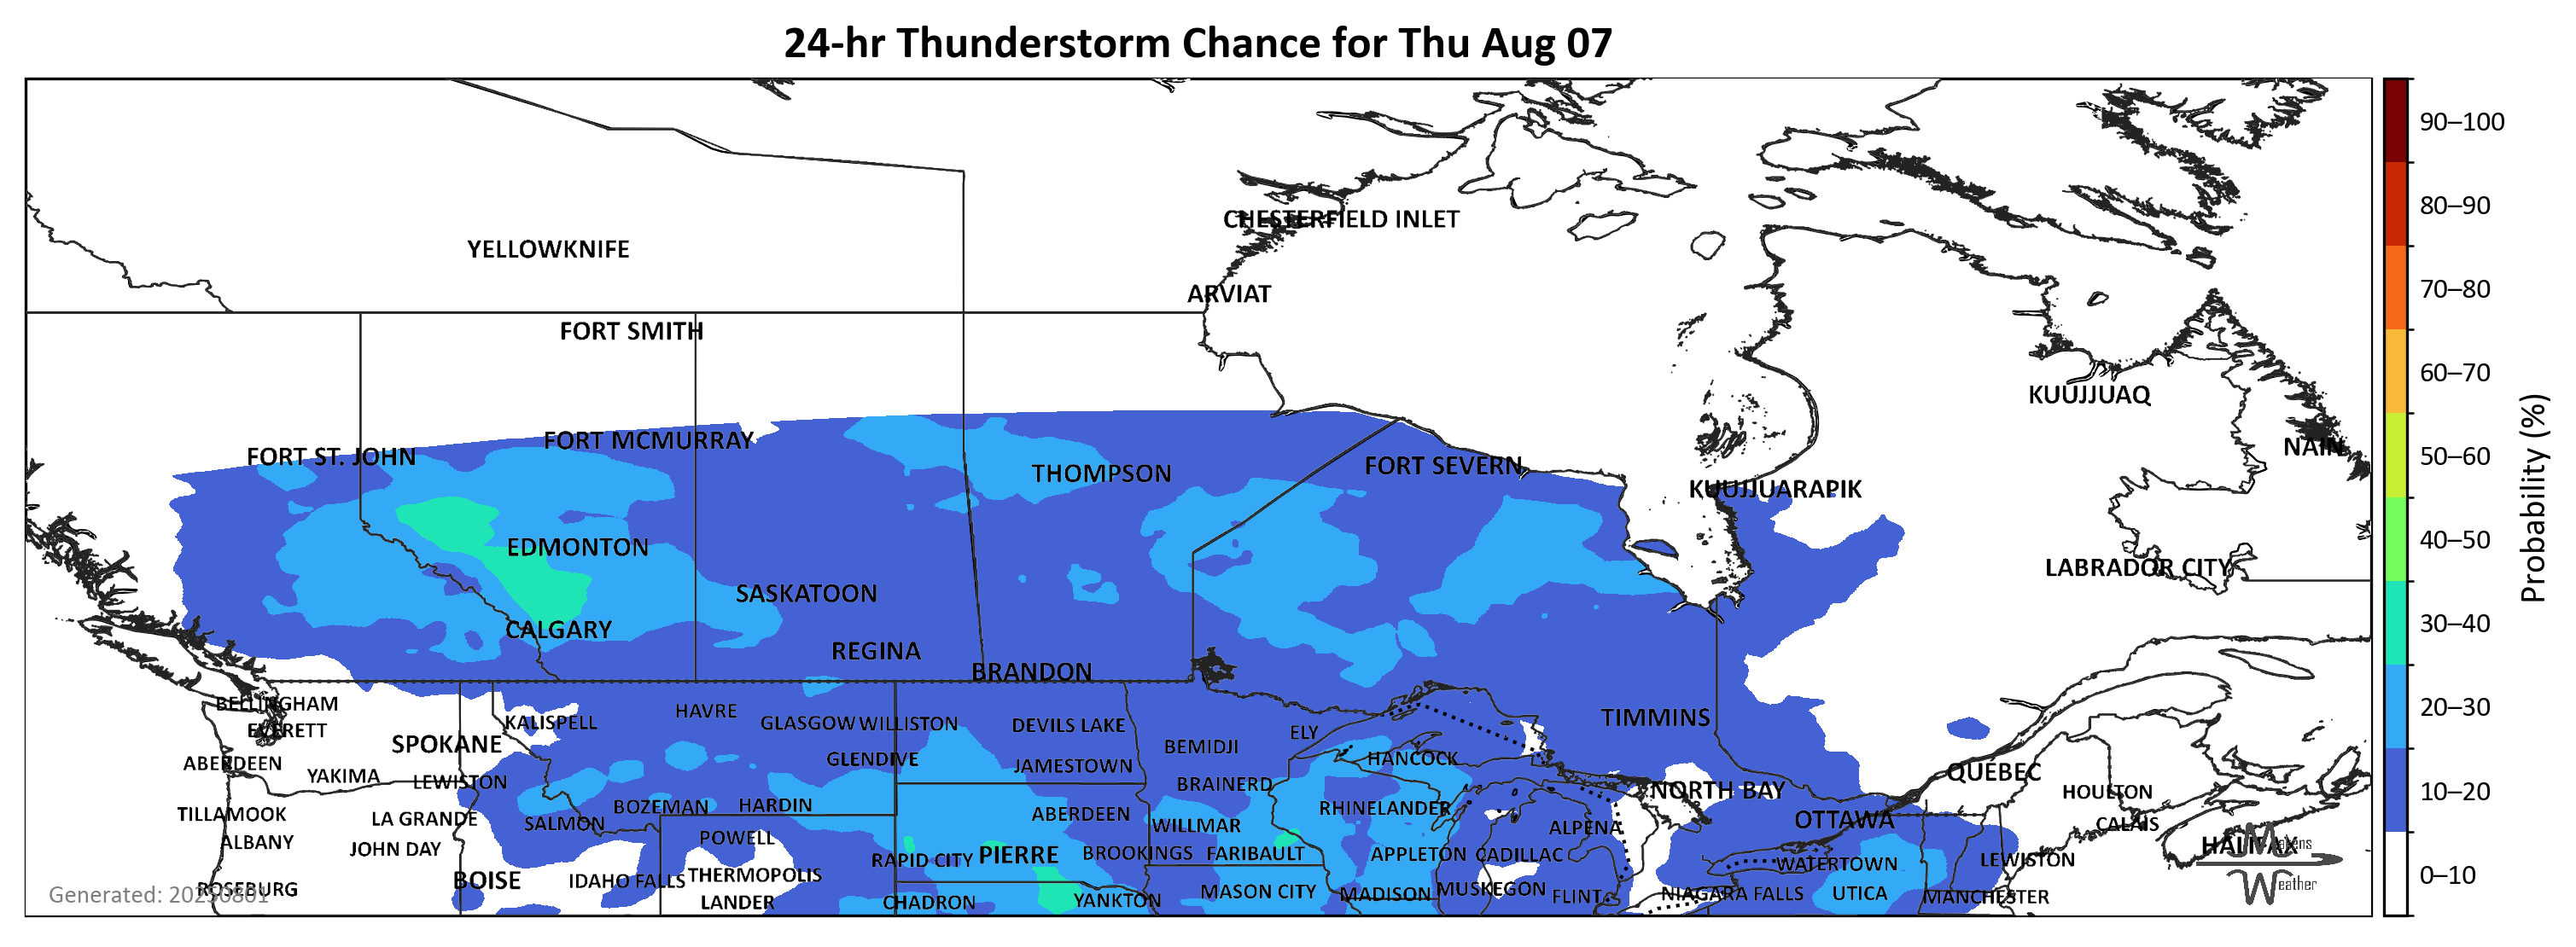 24-hr Thunderstorm Chance for Thu Aug 07
90–100
80–90
CHESTERFIELD INLET
YELLOWKNIFE
70–80
ARVIAT
FORT SMITH
60–70
KUUJJUAQ
Probability (%)
FORT MCMURRAY
NAIN
FORT ST. JOHN
50–60
FORT SEVERN
THOMPSON
KUUJJUARAPIK
40–50
EDMONTON
LABRADOR CITY
SASKATOON
30–40
CALGARY
REGINA
BRANDON
BELLINGHAM
20–30
HAVRE
TIMMINS
KALISPELL
GLASGOW WILLISTON
DEVILS LAKE
EVERETT
ELY
SPOKANE
BEMIDJI
HANCOCK
GLENDIVE
ABERDEEN
JAMESTOWN
QUÉBEC
YAKIMA
LEWISTON
BRAINERD
NORTH BAY
10–20
HOULTON
BOZEMAN
HARDIN
RHINELANDER
TILLAMOOK
ABERDEEN
LA GRANDE
OTTAWA
SALMON
WILLMAR
ALPENA
CALAIS
POWELL
ALBANY
HALIFAX
Makens
JOHN DAY
BROOKINGS
FARIBAULT
APPLETON
CADILLAC
PIERRE
RAPID CITY
WATERTOWN
LEWISTON
THERMOPOLIS
0–10
BOISE
IDAHO FALLS
Weather
ROSEBURG
MUSKEGON
MASON CITY
MADISON
NIAGARA FALLS
UTICA
Generated: 20250801
FLINT
MANCHESTER
YANKTON
LANDER
CHADRON